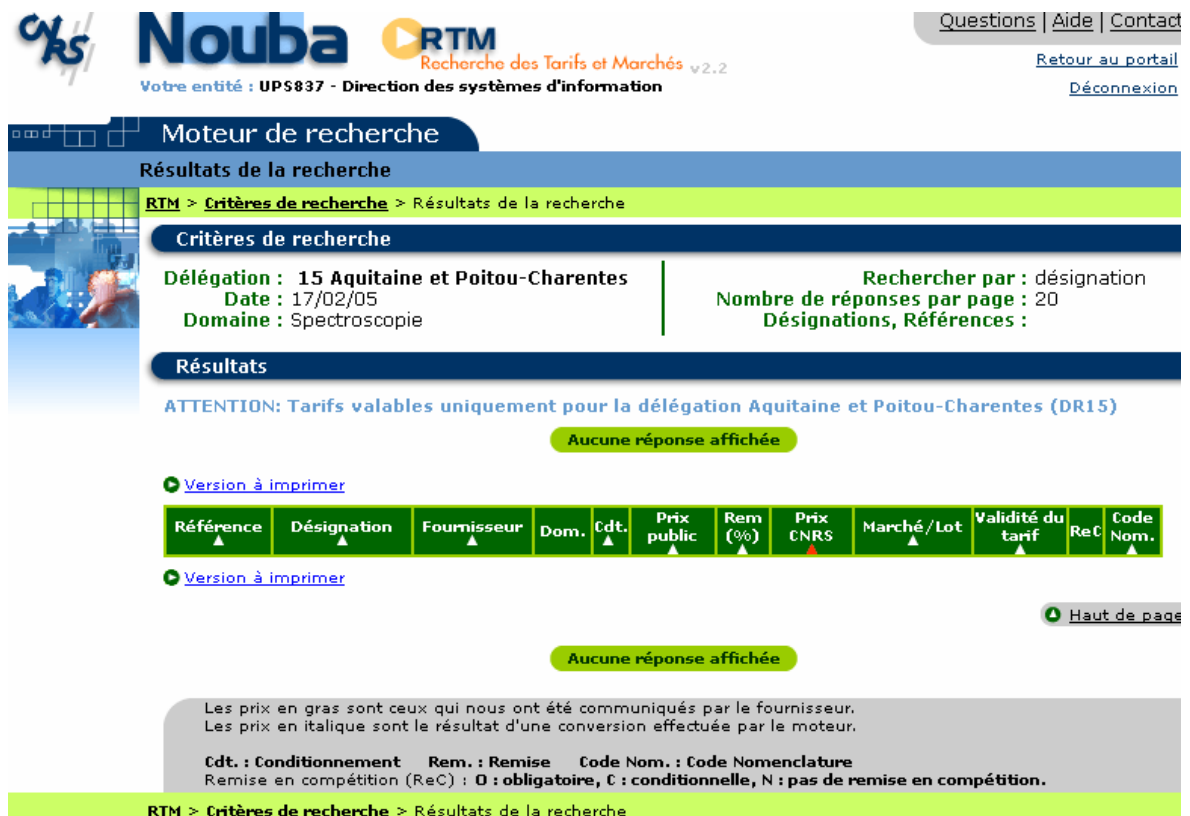 CNRS
Nouba
RTM
Recherche des Tarifs et Marchés v2.2
Votre entité : UPS837 - Direction des systèmes d'information
Questions | Aide | Contact
Retour au portail
Déconnexion
Moteur de recherche
Résultats de la recherche
RTM > Critères de recherche > Résultats de la recherche
Critères de recherche
Délégation : 15 Aquitaine et Poitou-Charentes
Date : 17/02/05
Domaine : Spectroscopie
Rechercher par : désignation
Nombre de réponses par page : 20
Désignations, Références :
Résultats
ATTENTION: Tarifs valables uniquement pour la délégation Aquitaine et Poitou-Charentes (DR15)
Aucune réponse affichée
Version à imprimer
Référence Désignation Fournisseur Dom. Cdt. Prix public Rem (%) Prix CNRS Marché/Lot Validité du tarif ReC Code Nom.
Version à imprimer
Haut de page
Aucune réponse affichée
Les prix en gras sont ceux qui nous ont été communiqués par le fournisseur.
Les prix en italique sont le résultat d'une conversion effectuée par le moteur.
Cdt. : Conditionnement Rem. : Remise Code Nom. : Code Nomenclature
Remise en compétition (ReC) : O : obligatoire, C : conditionnelle, N : pas de remise en compétition.
RTM > Critères de recherche > Résultats de la recherche